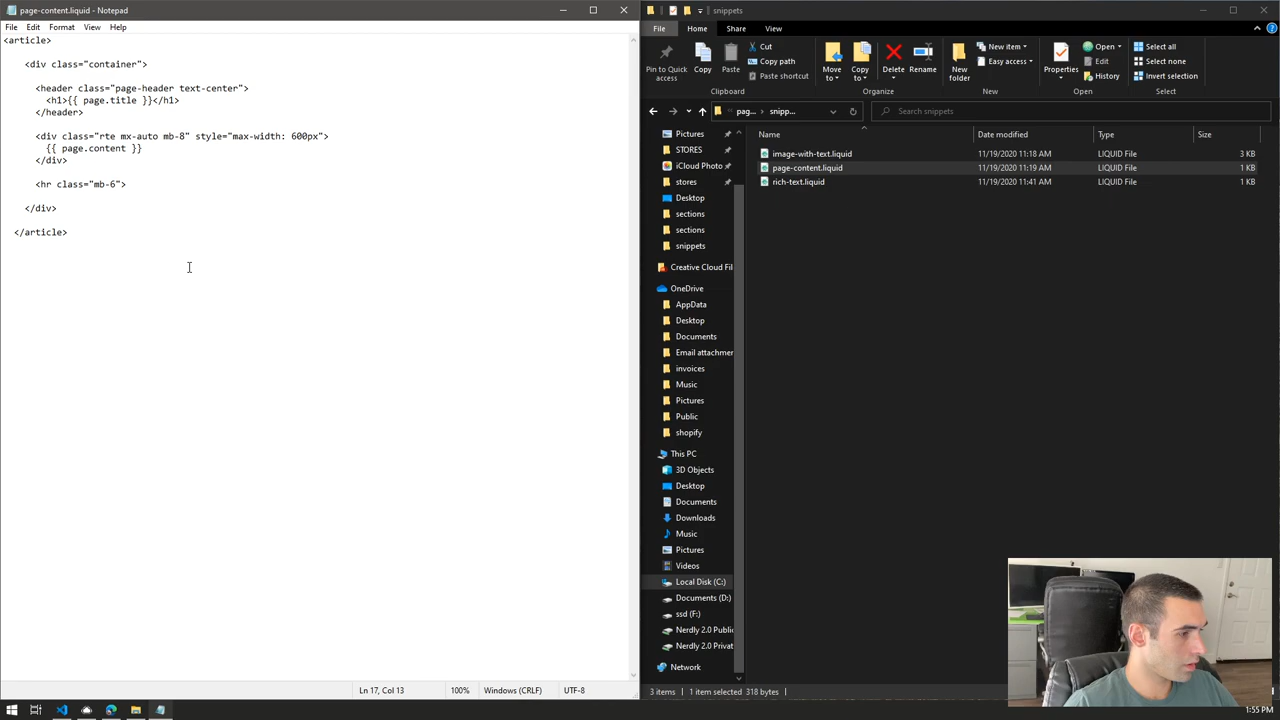 page-content.liquid - Notepad
File Edit Format View Help
<article>
<div class="container">
<header class="page-header text-center">
<h1>{{ page.title }}</h1>
</header>
<div class="rte mx-auto mb-8" style="max-width: 600px">
{{ page.content }}
</div>
<hr class="mb-6">
</div>
</article>
Ln 17, Col 13 100% Windows (CRLF) UTF-8
snippets
File Home Share View
Pin to Quick access
Copy
Paste
Cut
Copy path
Paste shortcut
Clipboard
Move to
Copy to
Delete
Rename
Organize
New folder
New item
Easy access
New
Properties
Open
Edit
History
Open
Select all
Select none
Invert selection
Select
pag... snipp... Search snippets
Name Date modified Type Size
image-with-text.liquid 11/19/2020 11:18 AM LIQUID File 3 KB
page-content.liquid 11/19/2020 11:19 AM LIQUID File 1 KB
rich-text.liquid 11/19/2020 11:41 AM LIQUID File 1 KB
Pictures
STORES
iCloud Photo
stores
Desktop
sections
sections
snippets
Creative Cloud Fil
OneDrive
AppData
Desktop
Documents
Email attachmer
invoices
Music
Pictures
Public
shopify
This PC
3D Objects
Desktop
Documents
Downloads
Music
Pictures
Videos
Local Disk (C:)
Documents (D:)
ssd (F:)
Nerdly 2.0 Public
Nerdly 2.0 Privat
Network
3 items 1 item selected 318 bytes
1:55 PM